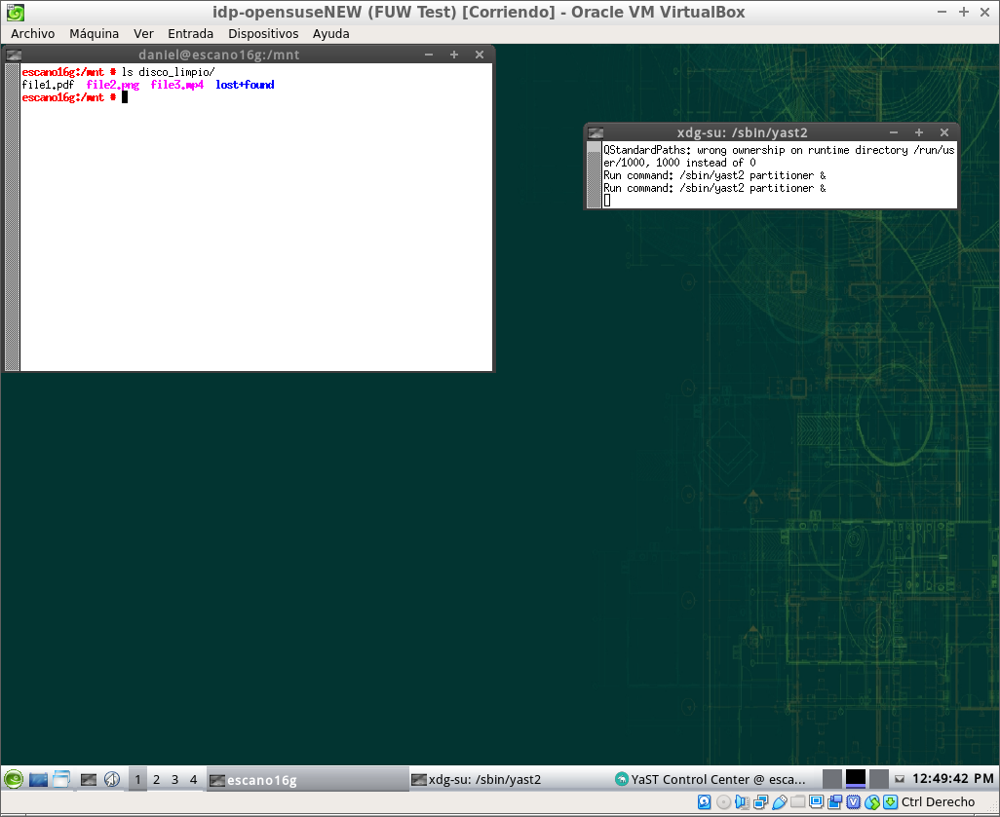 idp-opensuseNEW (FUW Test) [Corriendo] - Oracle VM VirtualBox
Archivo Máquina Ver Entrada Dispositivos Ayuda
daniel@escano16g:/mnt
escano16g:/mnt # ls disco_limpio/
file1.pdf file2.png file3.mp4 lost+found
escano16g:/mnt #
xdg-su: /sbin/yast2
QStandardPaths: wrong ownership on runtime directory /run/us
er/1000, 1000 instead of 0
Run command: /sbin/yast2 partitioner &
Run command: /sbin/yast2 partitioner &
1 2 3 4 escano16g xdg-su: /sbin/yast2 YaST Control Center @ esca... 12:49:42 PM
Ctrl Derecho